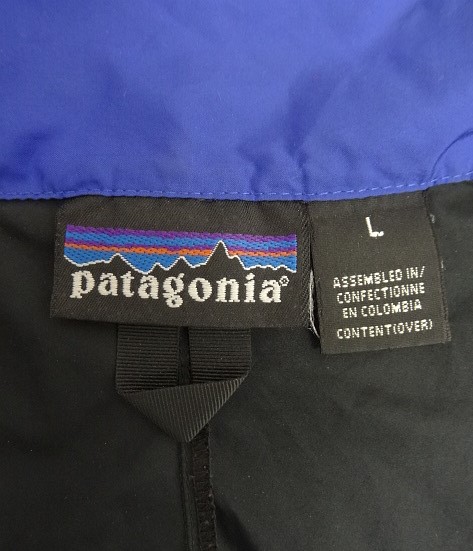 patagonia®
L
ASSEMBLED IN/
CONFECTIONNE
EN COLOMBIA
CONTENT(OVER)